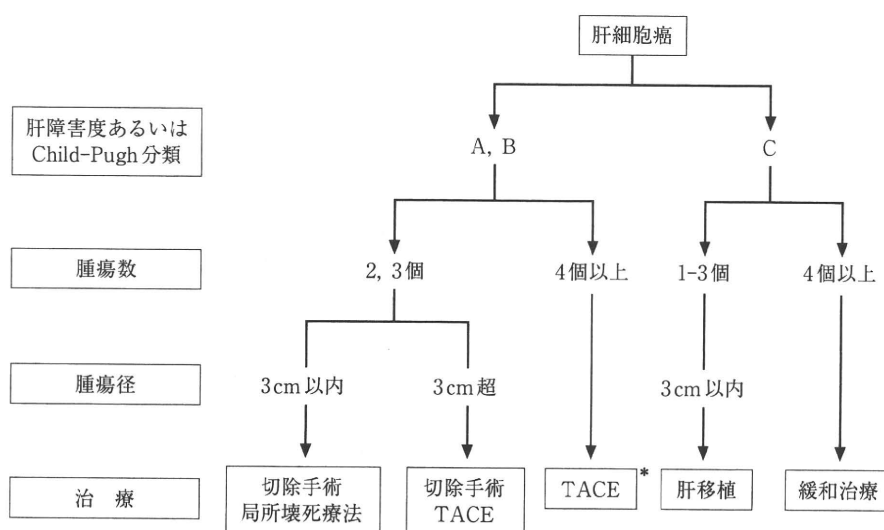 肝細胞癌
肝障害度あるいは
Child-Pugh分類
A, B
C
腫瘍数
2, 3個
4個以上
1-3個
4個以上
腫瘍径
3cm以内
3cm超
3cm以内
治 療
切除手術
局所壊死療法
切除手術
TACE
TACE
*
肝移植
緩和治療